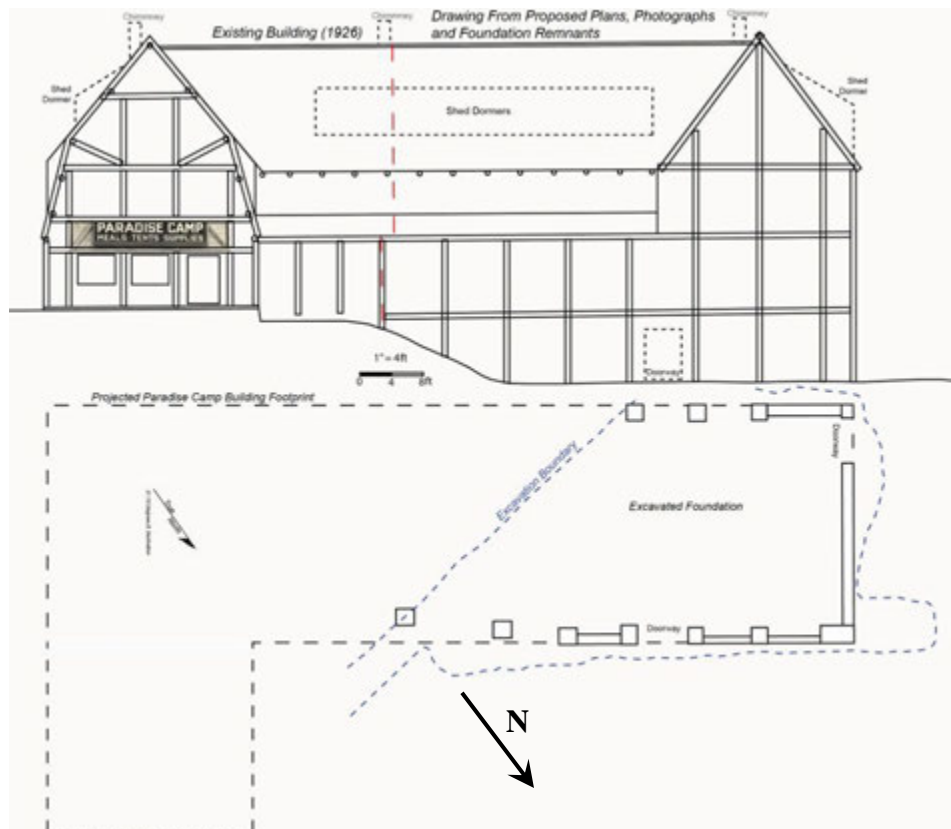 Chimney
Chimney
Chimney
Existing Building (1926)
Drawing From Proposed Plans, Photographs
and Foundation Remnants
Shed
Dormer
Shed Dormers
Shed
Dormer
PARADISE CAMP
MEALS TENTS SUPPLIES
1" = 4ft
0 4 8ft
Doorway
Projected Paradise Camp Building Footprint
Excavation Boundary
Doorway
Excavated Foundation
Doorway
N